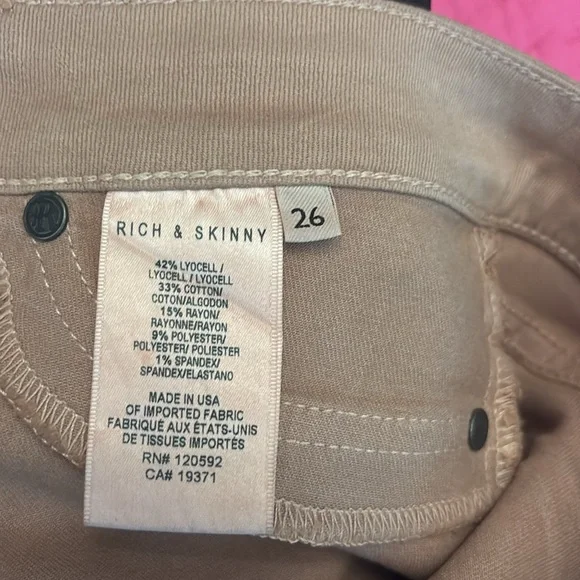 RICH & SKINNY
26
42% LYOCELL /
LYOCELL / LYOCELL
33% COTTON/
COTON/ALGODON
15% RAYON/
RAYONNE/RAYON
9% POLYESTER/
POLYESTER/ POLIESTER
1% SPANDEX/
SPANDEX/ELASTANO
MADE IN USA
OF IMPORTED FABRIC
FABRIQUÉ AUX ÉTATS-UNIS
DE TISSUES IMPORTÉS
RN# 120592
CA# 19371